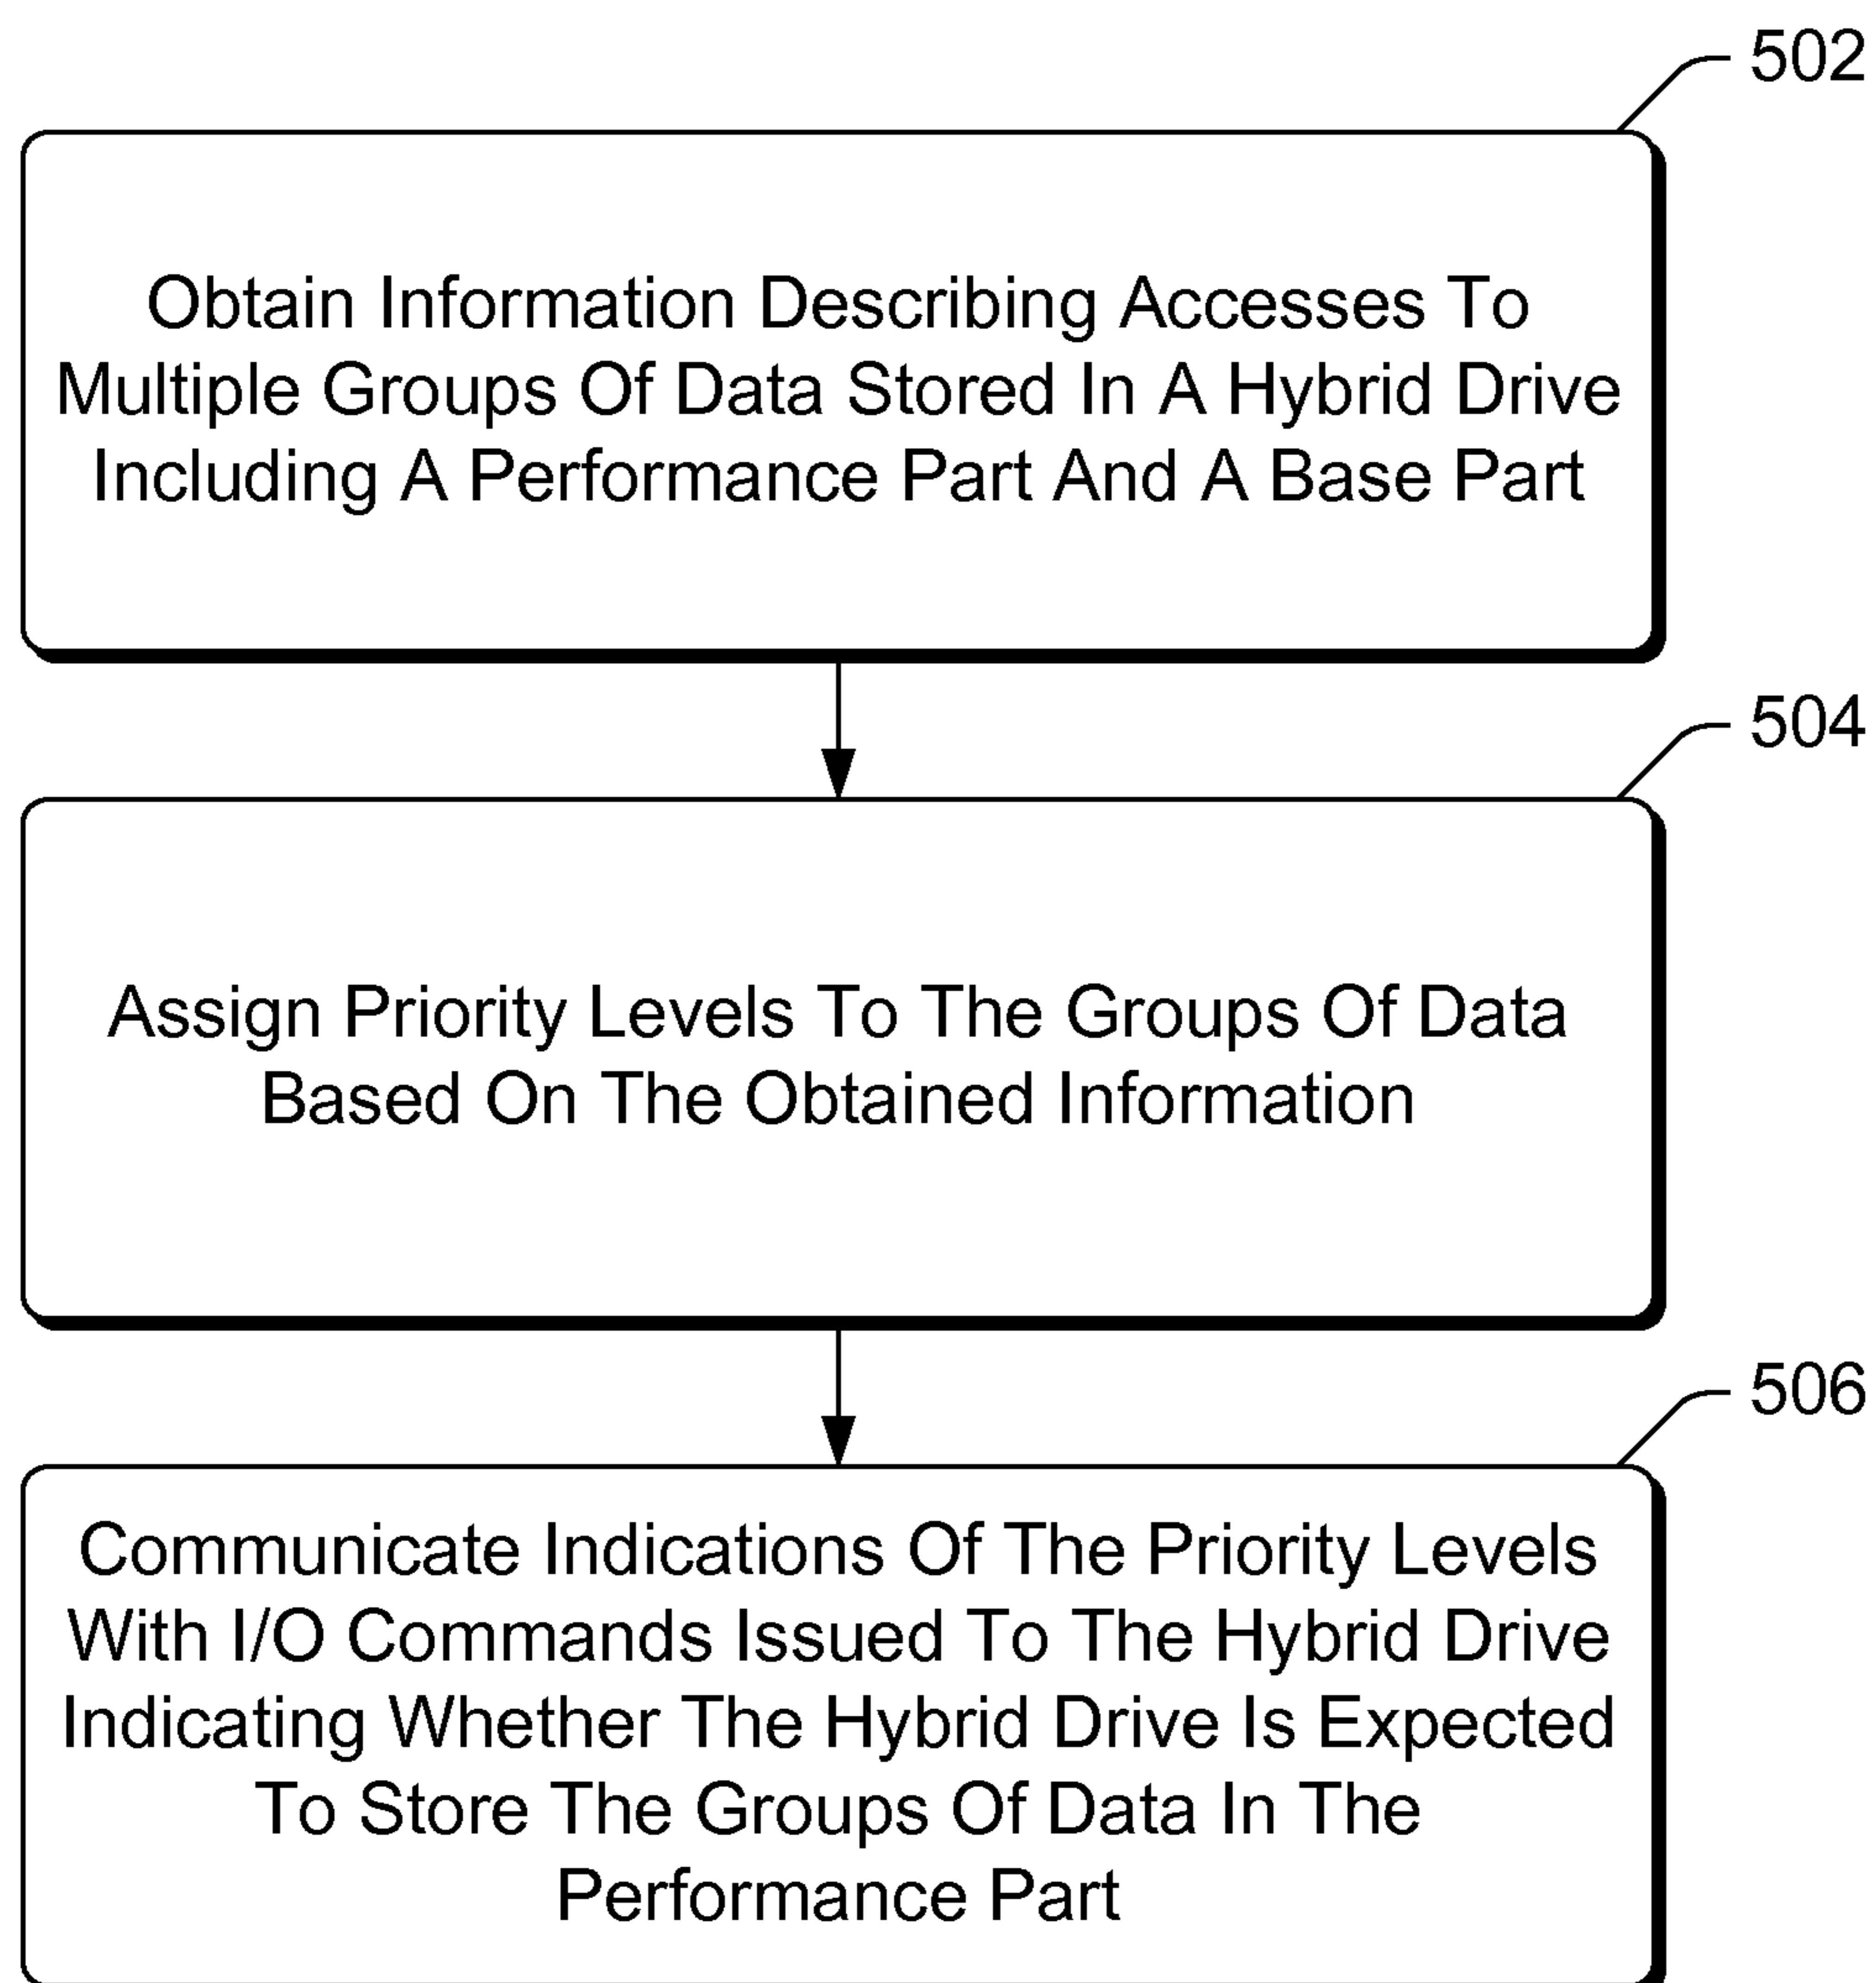 502
Obtain Information Describing Accesses To
Multiple Groups Of Data Stored In A Hybrid Drive
Including A Performance Part And A Base Part
504
Assign Priority Levels To The Groups Of Data
Based On The Obtained Information
506
Communicate Indications Of The Priority Levels
With I/O Commands Issued To The Hybrid Drive
Indicating Whether The Hybrid Drive Is Expected
To Store The Groups Of Data In The
Performance Part